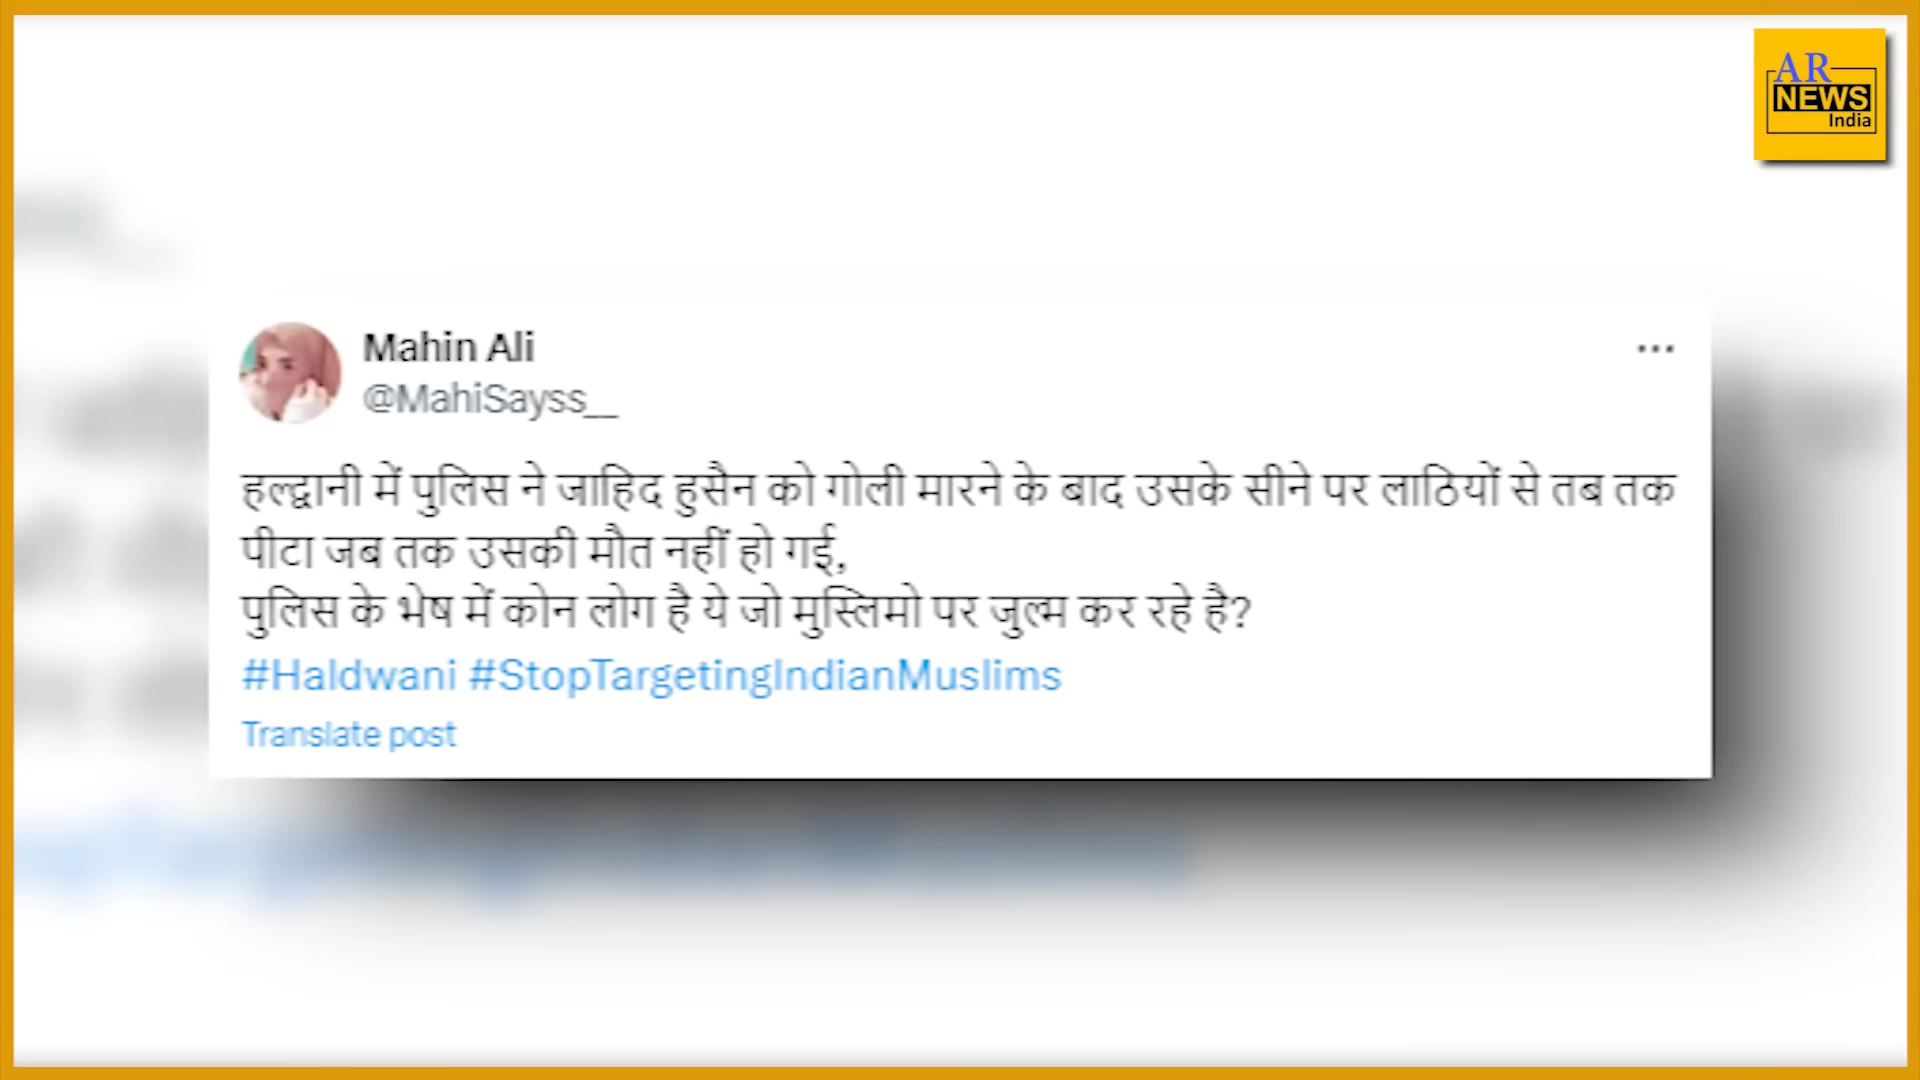 AR
NEWS
India
Mahin Ali
@MahiSayss__
हल्द्वानी में पुलिस ने जाहिद हुसैन को गोली मारने के बाद उसके सीने पर लाठियों से तब तक
पीटा जब तक उसकी मौत नहीं हो गई,
पुलिस के भेष में कोन लोग है ये जो मुस्लिमो पर जुल्म कर रहे है?
#Haldwani #StopTargetingIndianMuslims
Translate post